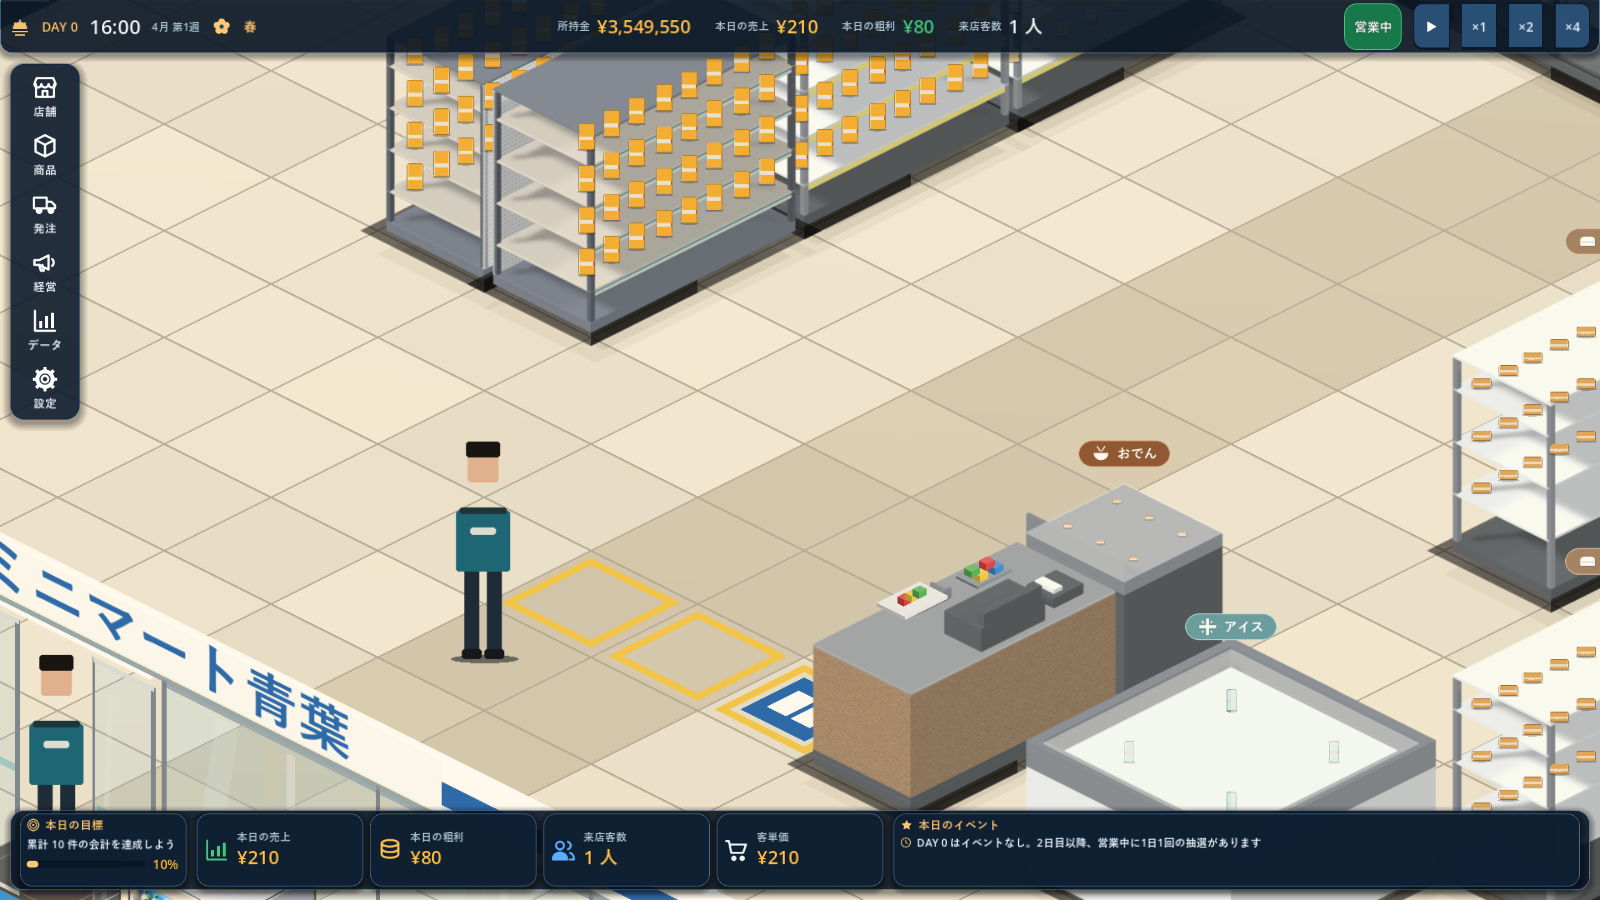 DAY 0 16:00 4月 第1週 春
所持金 ¥3,549,550 本日の売上 ¥210 本日の粗利 ¥80 来店客数 1 人
営業中 ×1 ×2 ×4
店舗
商品
発注
経営
データ
設定
おでん
アイス
ミニマート青葉
本日の目標
累計 10 件の会計を達成しよう
10%
本日の売上
¥210
本日の粗利
¥80
来店客数
1 人
客単価
¥210
本日のイベント
DAY 0 はイベントなし。2日目以降、営業中に1日1回の抽選があります